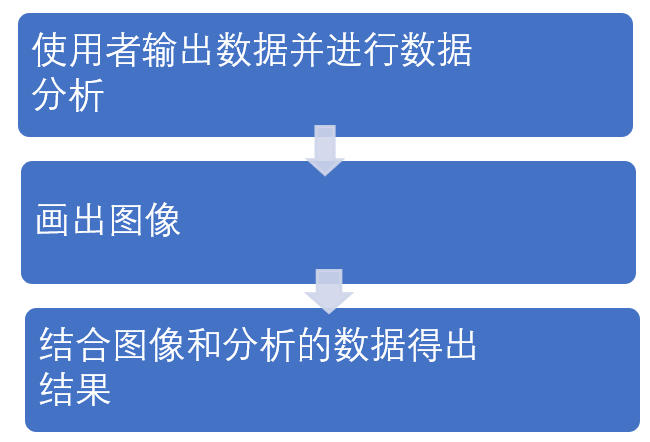 使用者输出数据并进行数据
分析
画出图像
结合图像和分析的数据得出
结果